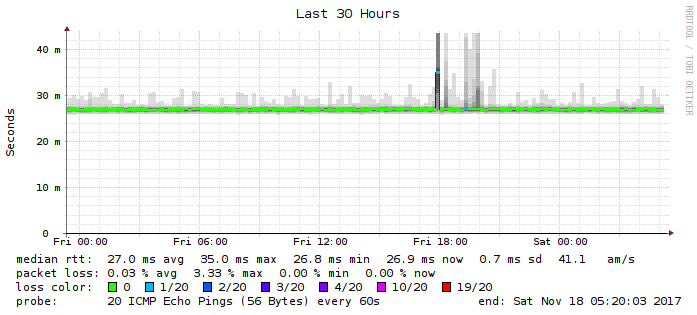 Last 30 Hours
RRDTOOL / TOBI OETIKER
Seconds
40 m
30 m
20 m
10 m
0
Fri 00:00 Fri 06:00 Fri 12:00 Fri 18:00 Sat 00:00
median rtt: 27.0 ms avg 35.0 ms max 26.8 ms min 26.9 ms now 0.7 ms sd 41.1 am/s
packet loss: 0.03 % avg 3.33 % max 0.00 % min 0.00 % now
loss color: 0 1/20 2/20 3/20 4/20 10/20 19/20
probe: 20 ICMP Echo Pings (56 Bytes) every 60s end: Sat Nov 18 05:20:03 2017